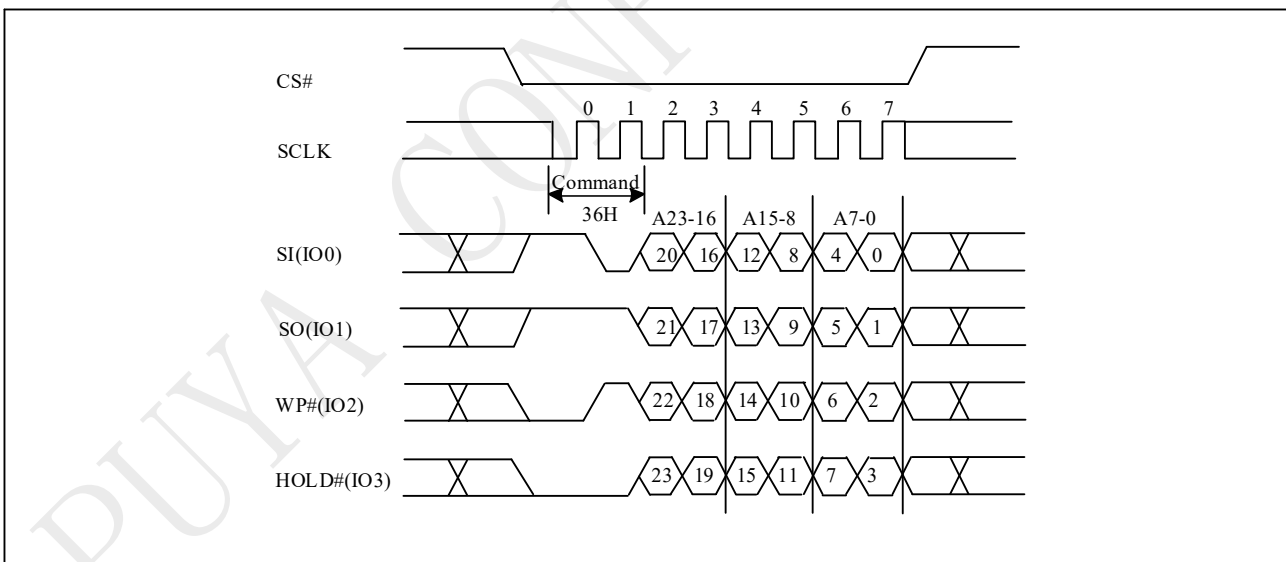 PUYA CONF
CS#
0 1 2 3 4 5 6 7
SCLK
Command
36H
A23-16 A15-8 A7-0
SI(IO0) 20 16 12 8 4 0
SO(IO1) 21 17 13 9 5 1
WP#(IO2) 22 18 14 10 6 2
HOLD#(IO3) 23 19 15 11 7 3